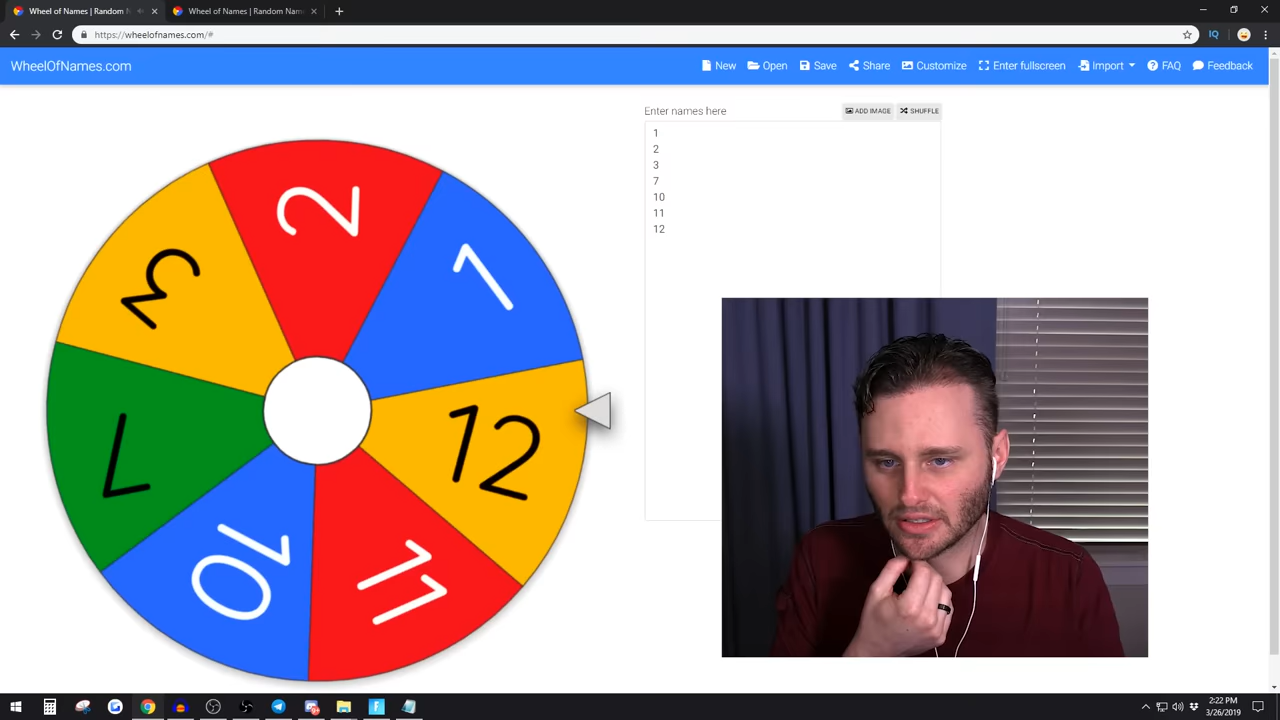 Wheel of Names | Random N
Wheel of Names | Random Nam
https://wheelofnames.com/#
IQ
WheelOfNames.com
New
Open
Save
Share
Customize
Enter fullscreen
Import
FAQ
Feedback
Enter names here
ADD IMAGE
SHUFFLE
1
2
3
7
10
11
12
2
1
3
12
7
10
11
2:22 PM
3/26/2019